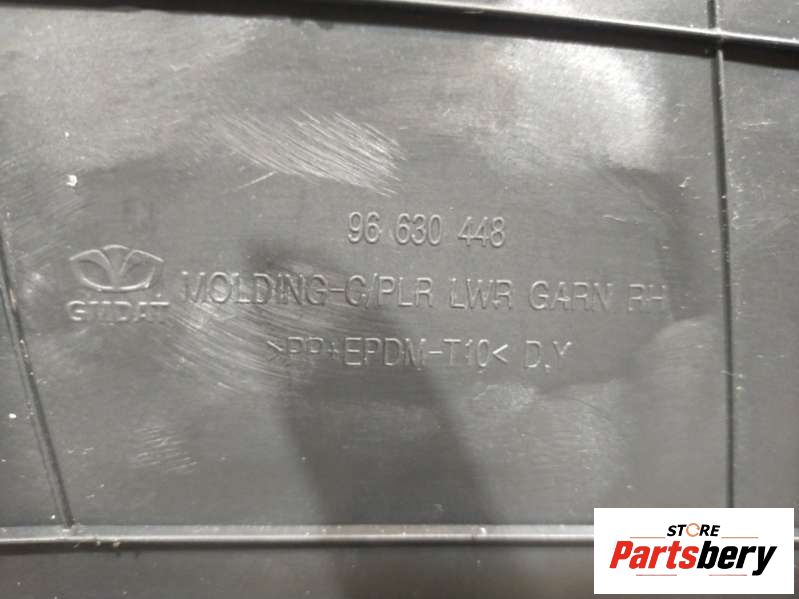 96 630 448
GMDAT MOLDING-C/PLR LWR GARN RH
>PP+EPDM-T10< D.Y
STORE
Partsbery